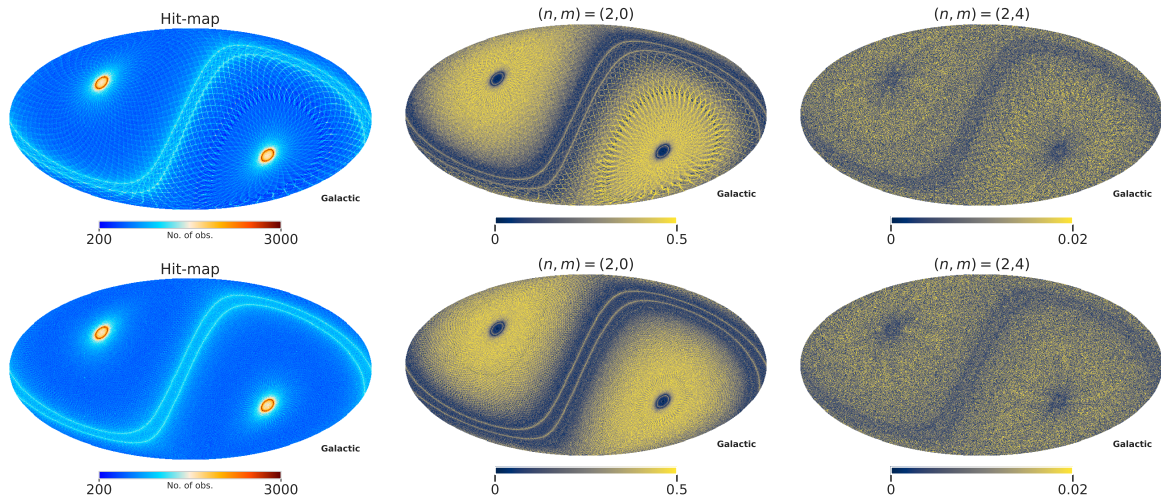 Hit-map
(n, m) = (2,0)
(n, m) = (2,4)
Galactic
Galactic
Galactic
200 No. of obs. 3000
0 0.5
0 0.02
Hit-map
(n, m) = (2,0)
(n, m) = (2,4)
Galactic
Galactic
Galactic
200 No. of obs. 3000
0 0.5
0 0.02